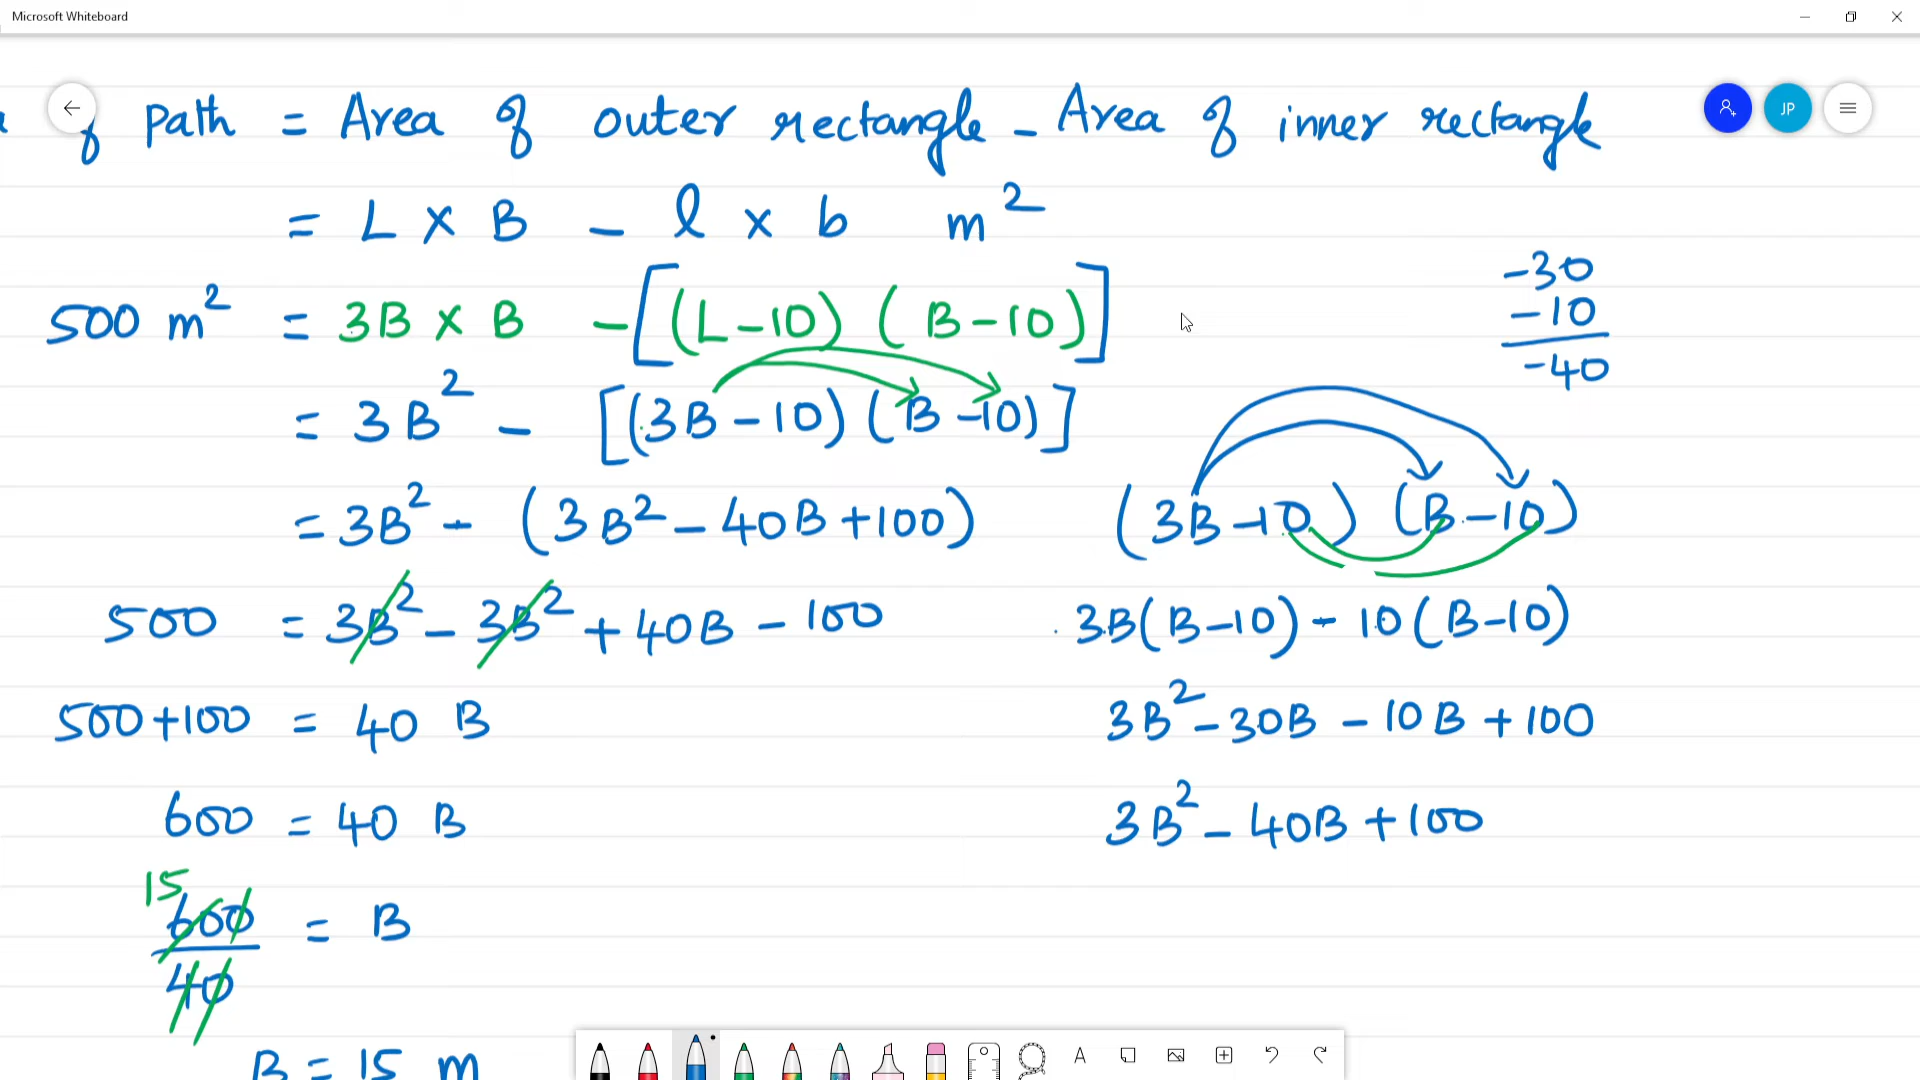 Microsoft Whiteboard
of path = Area of outer rectangle - Area of inner rectangle
JP
= L × B - l × b m²
500 m² = 3B × B - [(L-10) (B-10)]
-30
-10
-40
= 3B² - [(3B-10) (B-10)]
= 3B² - (3B² - 40B + 100)
(3B-10) (B-10)
500 = 3B² - 3B² + 40B - 100
3B(B-10) - 10(B-10)
500+100 = 40 B
3B² - 30B - 10B + 100
600 = 40 B
3B² - 40B + 100
15
600/40 = B
B = 15 m
A